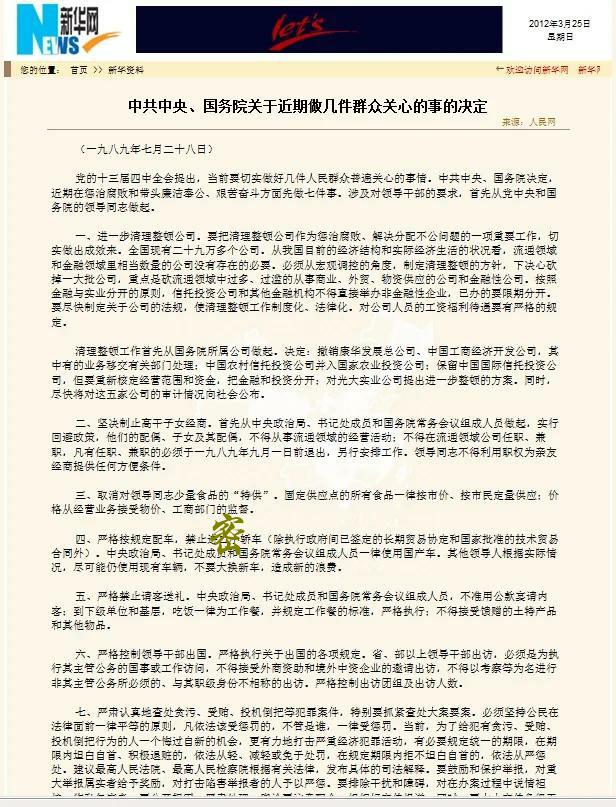 新华网
NEWS
let's
2012年3月25日
星期日
您的位置： 首页 >> 新华资料
←欢迎访问新华网 新华
中共中央、国务院关于近期做几件群众关心的事的决定
来源：人民网
（一九八九年七月二十八日）
党的十三届四中全会提出，当前要切实做好几件人民群众普遍关心的事情。中共中央、国务院决定，
近期在惩治腐败和带头廉洁奉公、艰苦奋斗方面先做七件事。涉及对领导干部的要求，首先从党中央和国
务院的领导同志做起。
一、进一步清理整顿公司。要把清理整顿公司作为惩治腐败、解决分配不公问题的一项重要工作，切
实做出成效来。全国现有二十九万多个公司。从我国目前的经济结构和实际经济生活的状况看，流通领域
和金融领域里相当数量的公司没有存在的必要。必须从宏观调控的角度，制定清理整顿的方针，下决心砍
掉一大批公司，重点是砍流通领域中过多、过滥的从事商业、外贸、物资供应的公司和金融性公司。按照
金融与实业分开的原则，信托投资公司和其他金融机构不得直接举办非金融性企业，已办的要限期分开。
要尽快制定关于公司的法规，使清理整顿工作制度化、法律化。对公司人员的工资福利待遇要有严格的规
定。
清理整顿工作首先从国务院所属公司做起。决定：撤销康华发展总公司、中国工商经济开发公司，其
中有的业务移交有关部门处理；中国农村信托投资公司并入国家农业投资公司；保留中国国际信托投资公
司，但要重新核定经营范围和资金，把金融和投资分开；对光大实业公司提出进一步整顿的方案。同时，
尽快将对这五家公司的审计情况向社会公布。
二、坚决制止高干子女经商。首先从中央政治局、书记处成员和国务院常务会议组成人员做起，实行
回避政策，他们的配偶、子女及其配偶，不得从事流通领域的经营活动；不得在流通领域公司任职、兼
职，凡有任职、兼职的必须于一九八九年九月一日前退出，另行安排工作。领导同志不得利用职权为亲友
经商提供任何方便条件。
三、取消对领导同志少量食品的“特供”。固定供应点的所有食品一律按市价、按市民定量供应；价
格从经营业务接受物价、工商部门的监督。
四、严格按规定配车，禁止进口轿车（除执行政府间已签定的长期贸易协定和国家批准的技术贸易
合同外）。中央政治局、书记处成员和国务院常务会议组成人员一律使用国产车。其他领导人根据实际情
况，尽可能仍使用现有车辆，不要大换新车，造成新的浪费。
密
五、严格禁止请客送礼。中央政治局、书记处成员和国务院常务会议组成人员，不准用公款宴请内
客；到下级单位和基层，吃饭一律为工作餐，并规定工作餐的标准，严格执行；不得接受馈赠的土特产品
和其他物品。
六、严格控制领导干部出国。严格执行关于出国的各项规定。省、部以上领导干部出访，必须是为执
行其主管公务的国事或工作访问，不得接受外商资助和境外中资企业的邀请出访，不得以考察等为名进行
非其主管公务所必须的、与其职级身份不相称的出访。严格控制出访团组及出访人数。
七、严肃认真地查处贪污、受贿、投机倒把等犯罪案件，特别要抓紧查处大案要案。必须坚持公民在
法律面前一律平等的原则，凡依法该受惩罚的，不管是谁，一律受惩罚。当前，为了给犯有贪污、受贿、
投机倒把行为的人一个悔过自新的机会，更有力地打击严重经济犯罪活动，有必要规定统一的期限，在期
限内坦白自首、积极退赃的，依法从轻、减轻或免于处罚，在规定期限内拒不坦白自首的，依法从严惩
处。建议最高人民法院、最高人民检察院根据有关法律，发布具体的司法解释。要鼓励和保护举报，对重
大举报属实者给予奖励，对打击陷害举报者的人予以严惩。要排除干扰和障碍，在办案过程中对说情袒